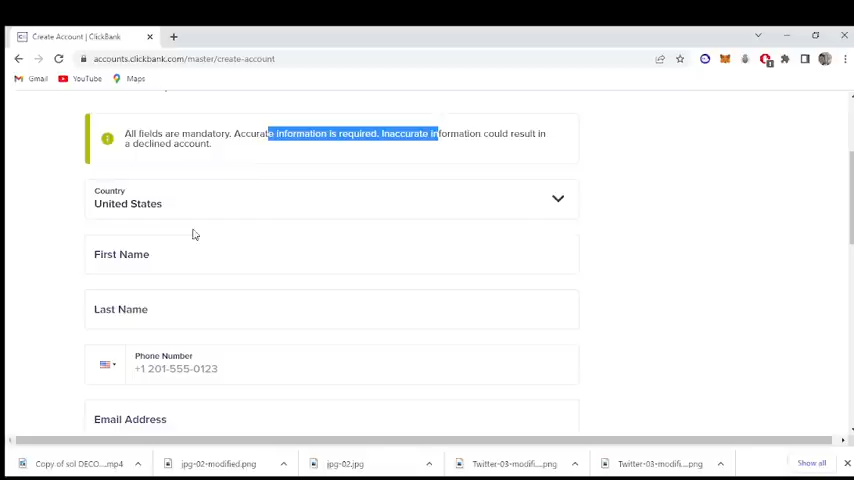 Create Account | ClickBank
accounts.clickbank.com/master/create-account
Gmail YouTube Maps
All fields are mandatory. Accurate information is required. Inaccurate information could result in
a declined account.
Country
United States
First Name
Last Name
Phone Number
+1 201-555-0123
Email Address
Copy of sol DECO....mp4 jpg-02-modified.png jpg-02.jpg Twitter-03-modifi....png Twitter-03-modifi....png Show all